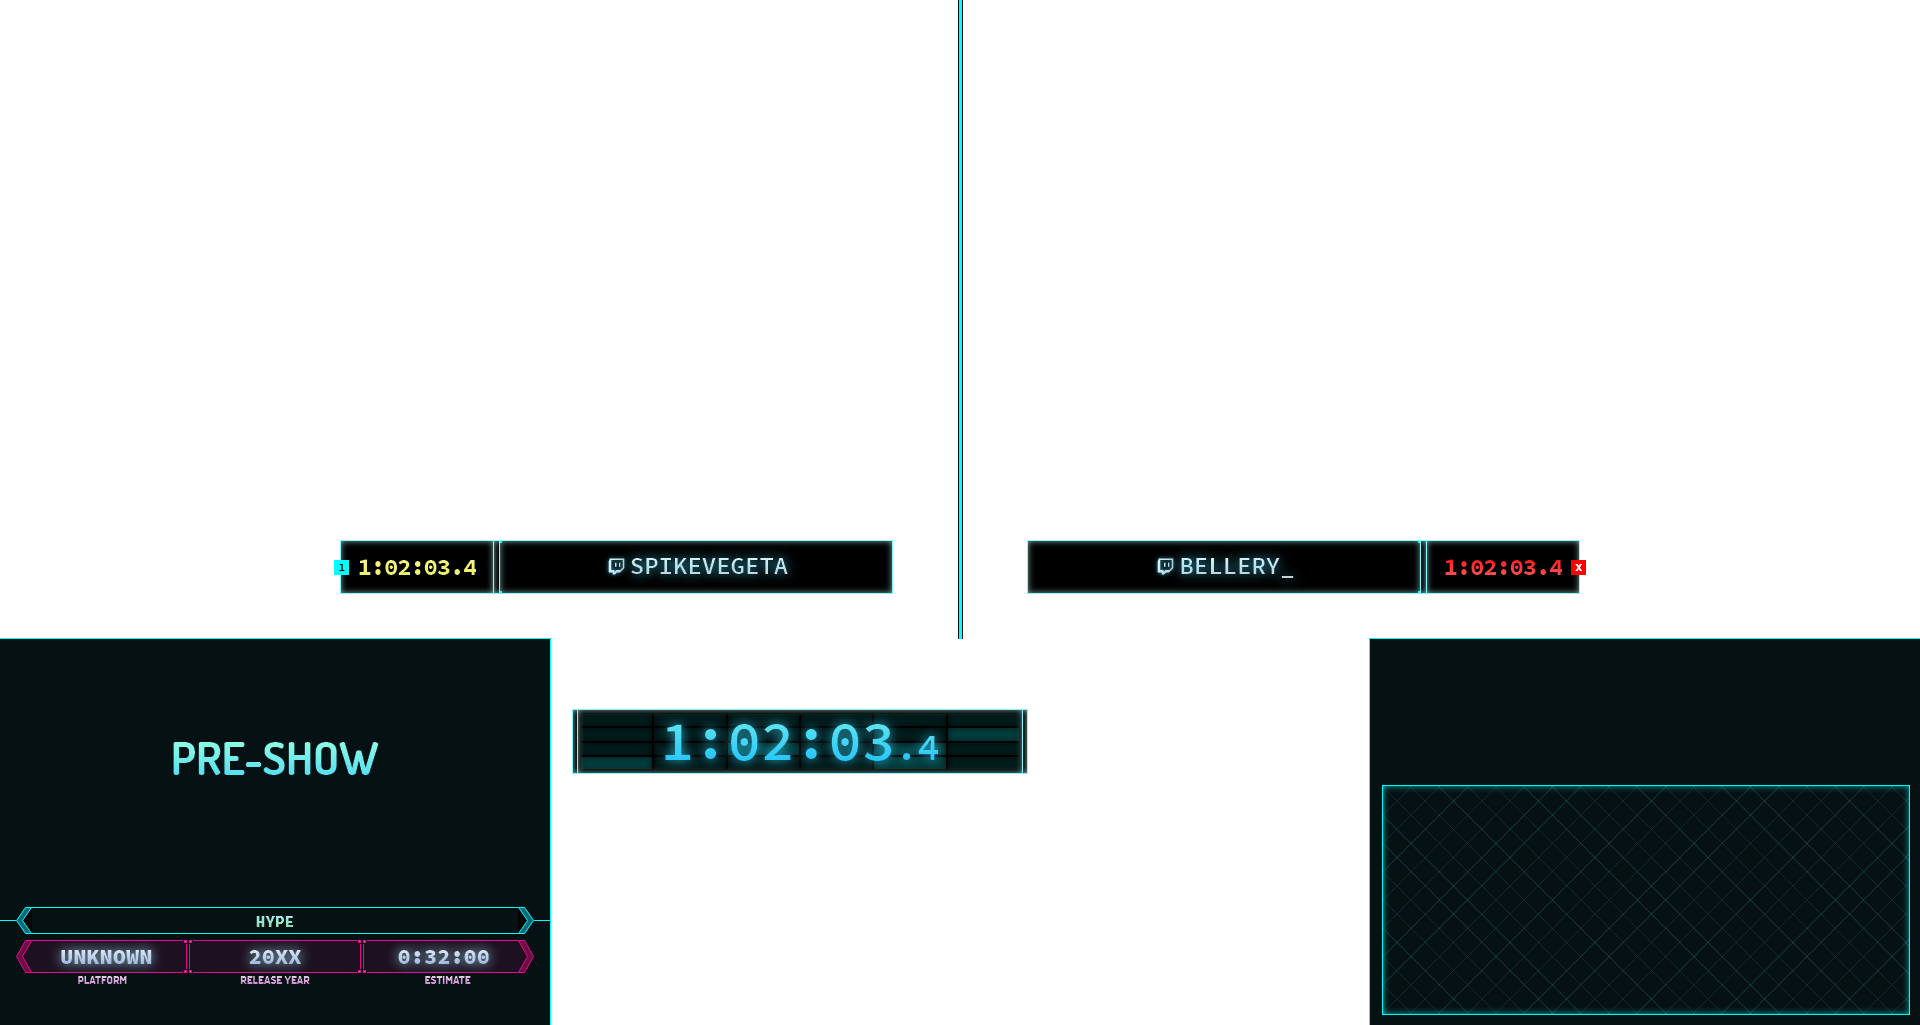 1 1:02:03.4 SPIKEVEGETA
BELLERY_ 1:02:03.4 X
1:02:03.4
PRE-SHOW
HYPE
UNKNOWN 20XX 0:32:00
PLATFORM RELEASE YEAR ESTIMATE